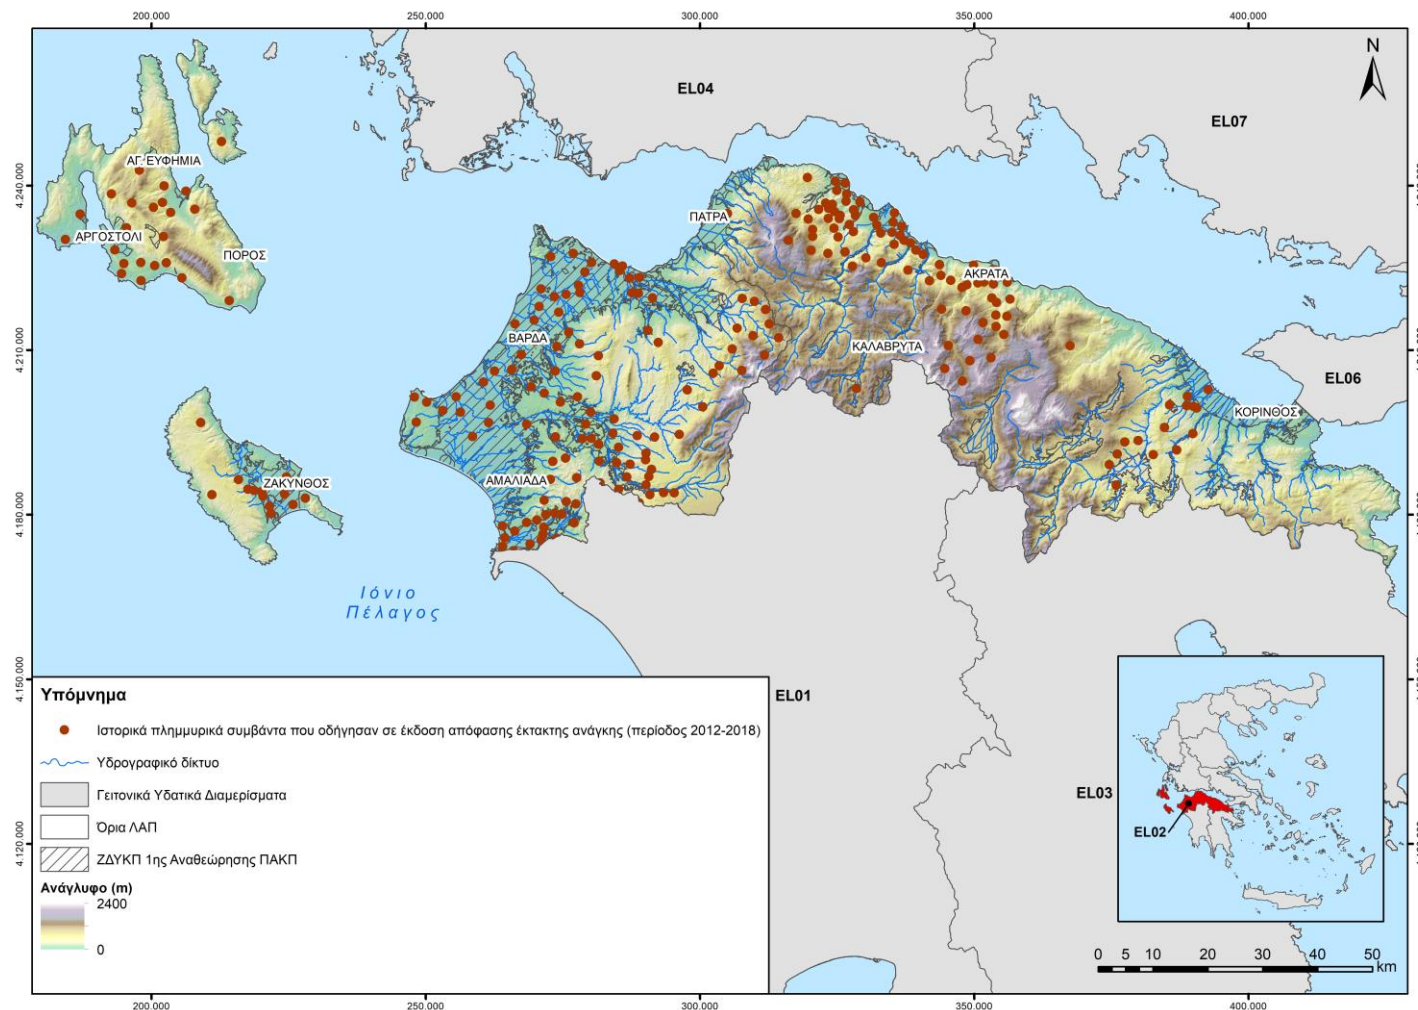 200.000 250.000 300.000 350.000 400.000
N
EL04
EL07
4.240.000
ΑΓ. ΕΥΦΗΜΙΑ
ΠΑΤΡΑ
ΑΡΓΟΣΤΟΛΙ
ΠΟΡΟΣ
ΑΚΡΑΤΑ
ΒΑΡΔΑ
ΚΑΛΑΒΡΥΤΑ
4.210.000
EL06
ΚΟΡΙΝΘΟΣ
ΖΑΚΥΝΘΟΣ
ΑΜΑΛΙΑΔΑ
4.180.000
Ιόνιο
Πέλαγος
4.150.000
EL01
Υπόμνημα
Ιστορικά πλημμυρικά συμβάντα που οδήγησαν σε έκδοση απόφασης έκτακτης ανάγκης (περίοδος 2012-2018)
Υδρογραφικό δίκτυο
Γειτονικά Υδατικά Διαμερίσματα
Όρια ΛΑΠ
ΖΔΥΚΠ 1ης Αναθεώρησης ΠΑΚΠ
Ανάγλυφο (m)
2400
0
EL03
EL02
4.120.000
0 5 10 20 30 40 50
km
200.000 250.000 300.000 350.000 400.000